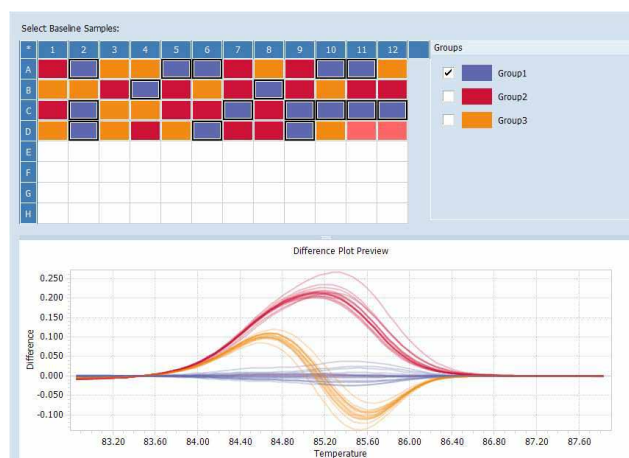 Select Baseline Samples:
* 1 2 3 4 5 6 7 8 9 10 11 12
A
B
C
D
E
F
G
H
Groups
Group1
Group2
Group3
Difference Plot Preview
0.250
0.200
0.150
0.100
0.050
0.000
-0.050
-0.100
Difference
83.20 83.60 84.00 84.40 84.80 85.20 85.60 86.00 86.40 86.80 87.20 87.60
Temperature